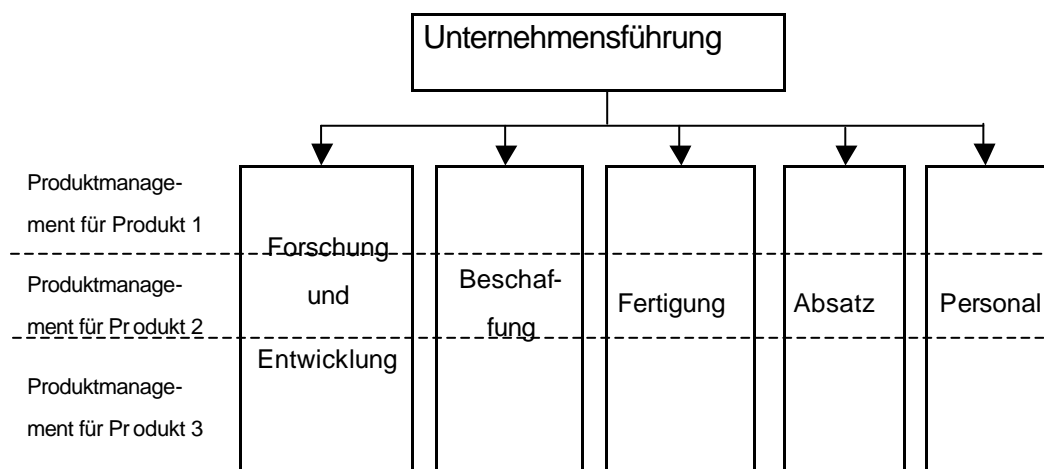 Unternehmensführung
Produktmanage-
ment für Produkt 1
Produktmanage-
ment für Produkt 2
Produktmanage-
ment für Produkt 3
Forschung
und
Entwicklung
Beschaf-
fung
Fertigung
Absatz
Personal